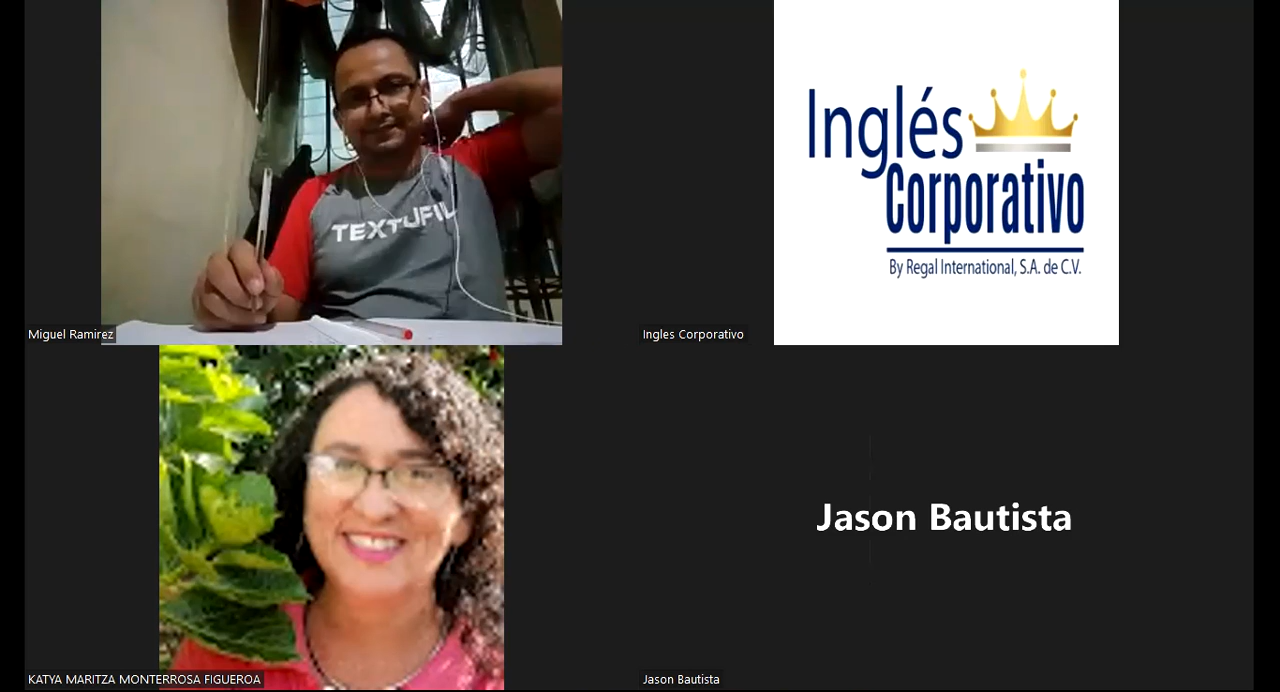 TEXTUFIL
Miguel Ramirez
Inglés
Corporativo
By Regal International, S.A. de C.V.
Ingles Corporativo
KATYA MARITZA MONTERROSA FIGUEROA
Jason Bautista
Jason Bautista